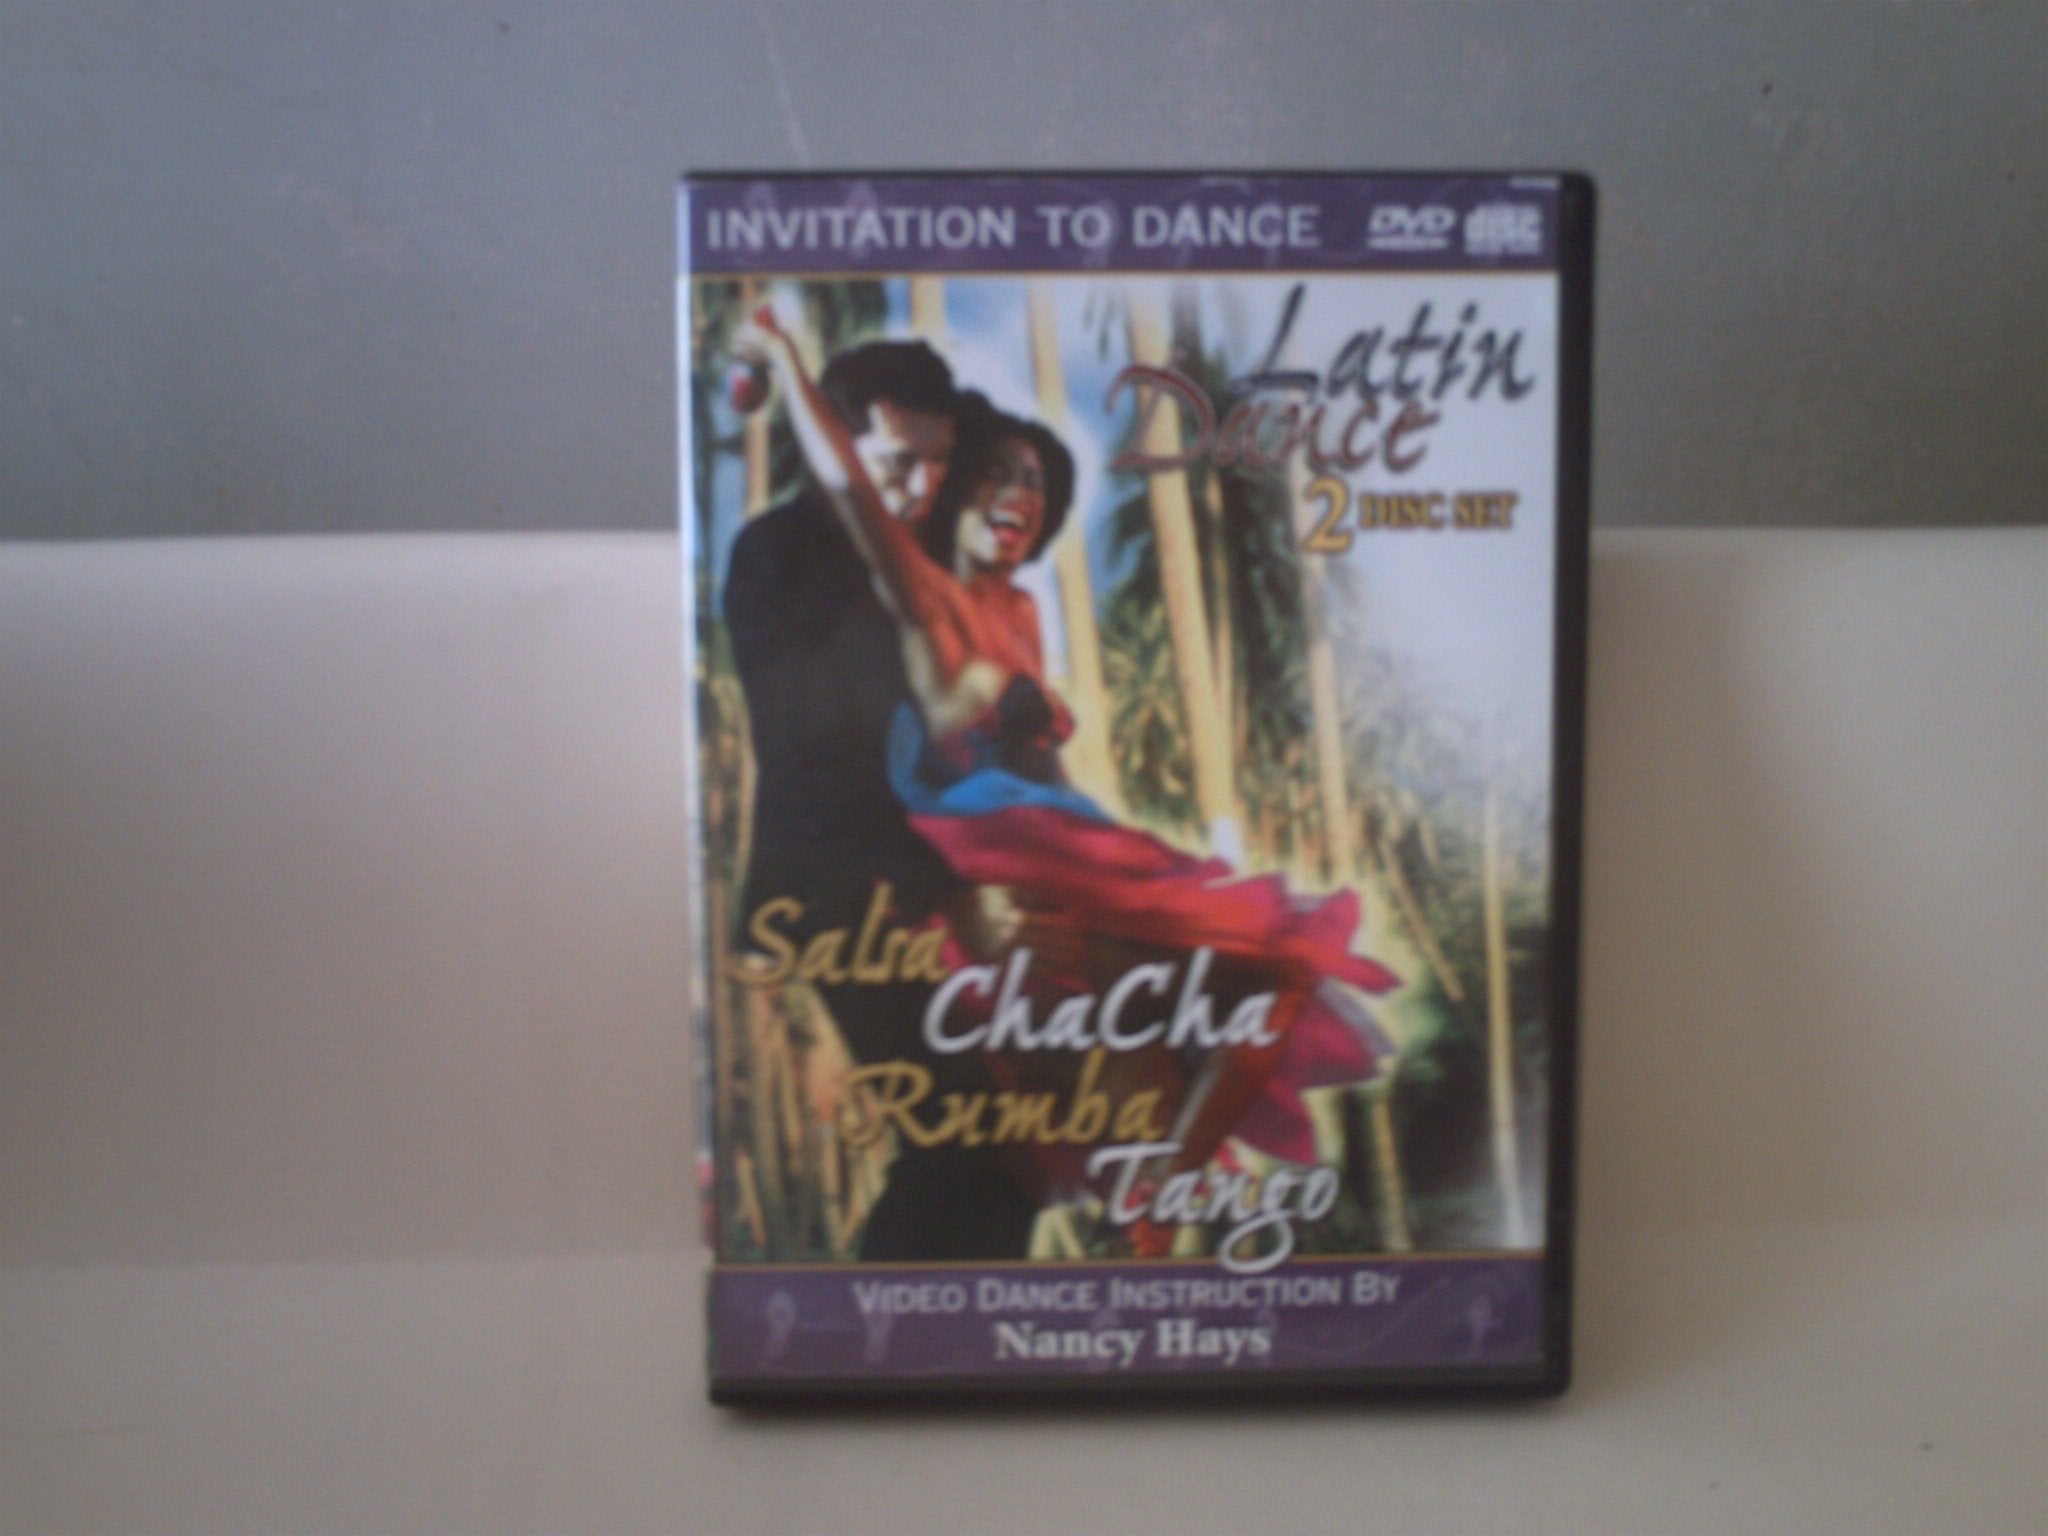 INVITATION TO DANCE DVD
Latin
Dance
2 DISC SET
Salsa
ChaCha
Rumba
Tango
VIDEO DANCE INSTRUCTION BY
Nancy Hays